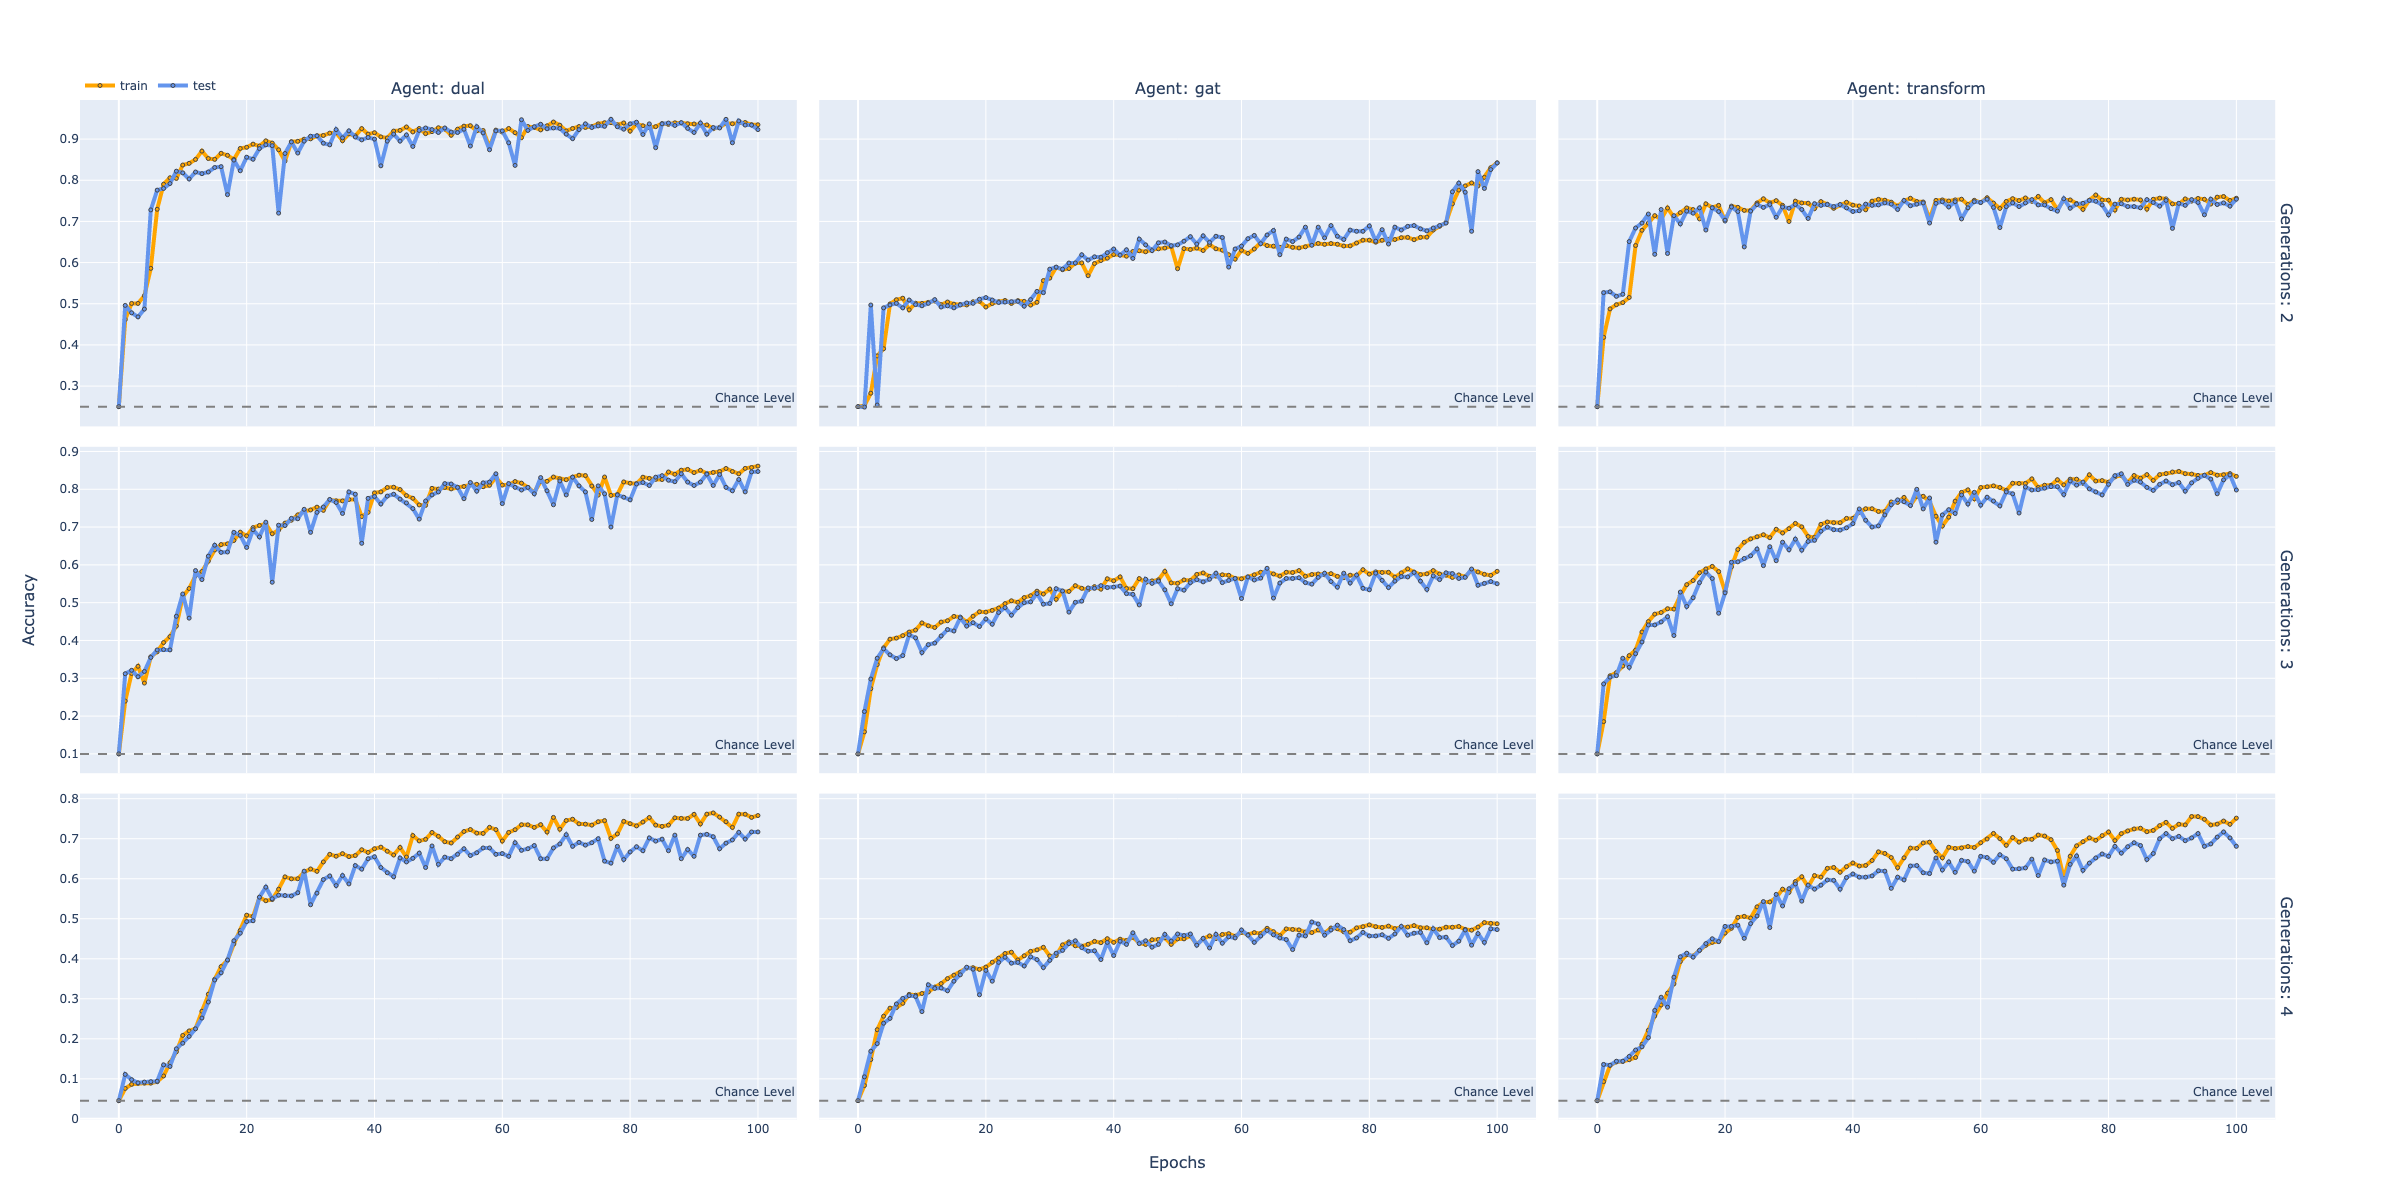 train test
Agent: dual
Agent: gat
Agent: transform
0.9
0.8
0.7
0.6
0.5
0.4
0.3
Chance Level
Chance Level
Chance Level
Generations: 2
0.9
0.8
0.7
0.6
0.5
0.4
0.3
0.2
0.1
Chance Level
Chance Level
Chance Level
Generations: 3
Accuracy
0.8
0.7
0.6
0.5
0.4
0.3
0.2
0.1
0
Chance Level
Chance Level
Chance Level
Generations: 4
0 20 40 60 80 100
0 20 40 60 80 100
0 20 40 60 80 100
Epochs